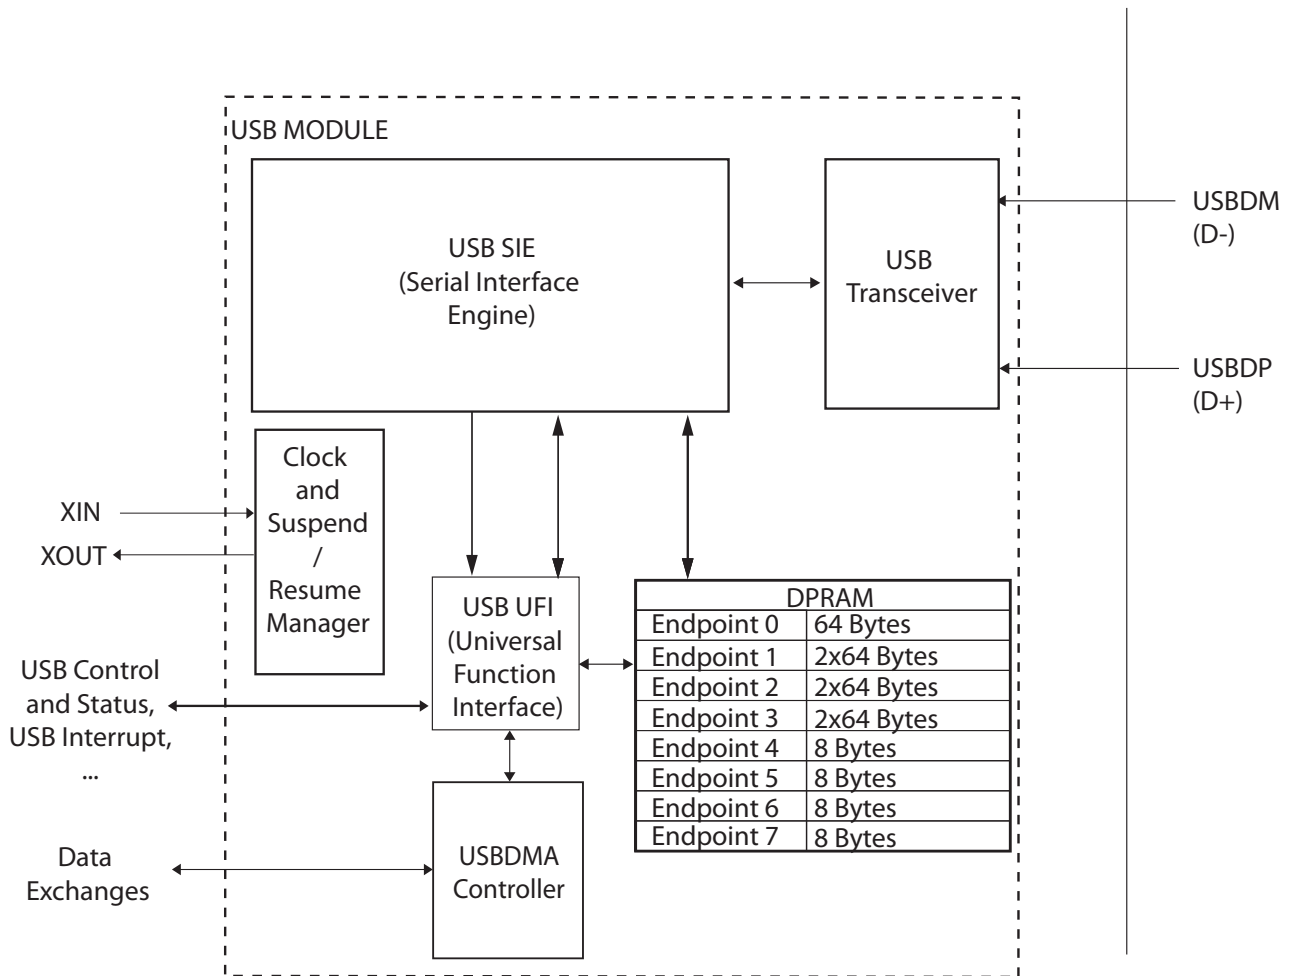 USB MODULE
USB SIE
(Serial Interface
Engine)
USB
Transceiver
USBDM
(D-)
USBDP
(D+)
Clock
and
Suspend
/
Resume
Manager
XIN
XOUT
USB UFI
(Universal
Function
Interface)
DPRAM
Endpoint 0 64 Bytes
Endpoint 1 2x64 Bytes
Endpoint 2 2x64 Bytes
Endpoint 3 2x64 Bytes
Endpoint 4 8 Bytes
Endpoint 5 8 Bytes
Endpoint 6 8 Bytes
Endpoint 7 8 Bytes
USB Control
and Status,
USB Interrupt,
...
USBDMA
Controller
Data
Exchanges